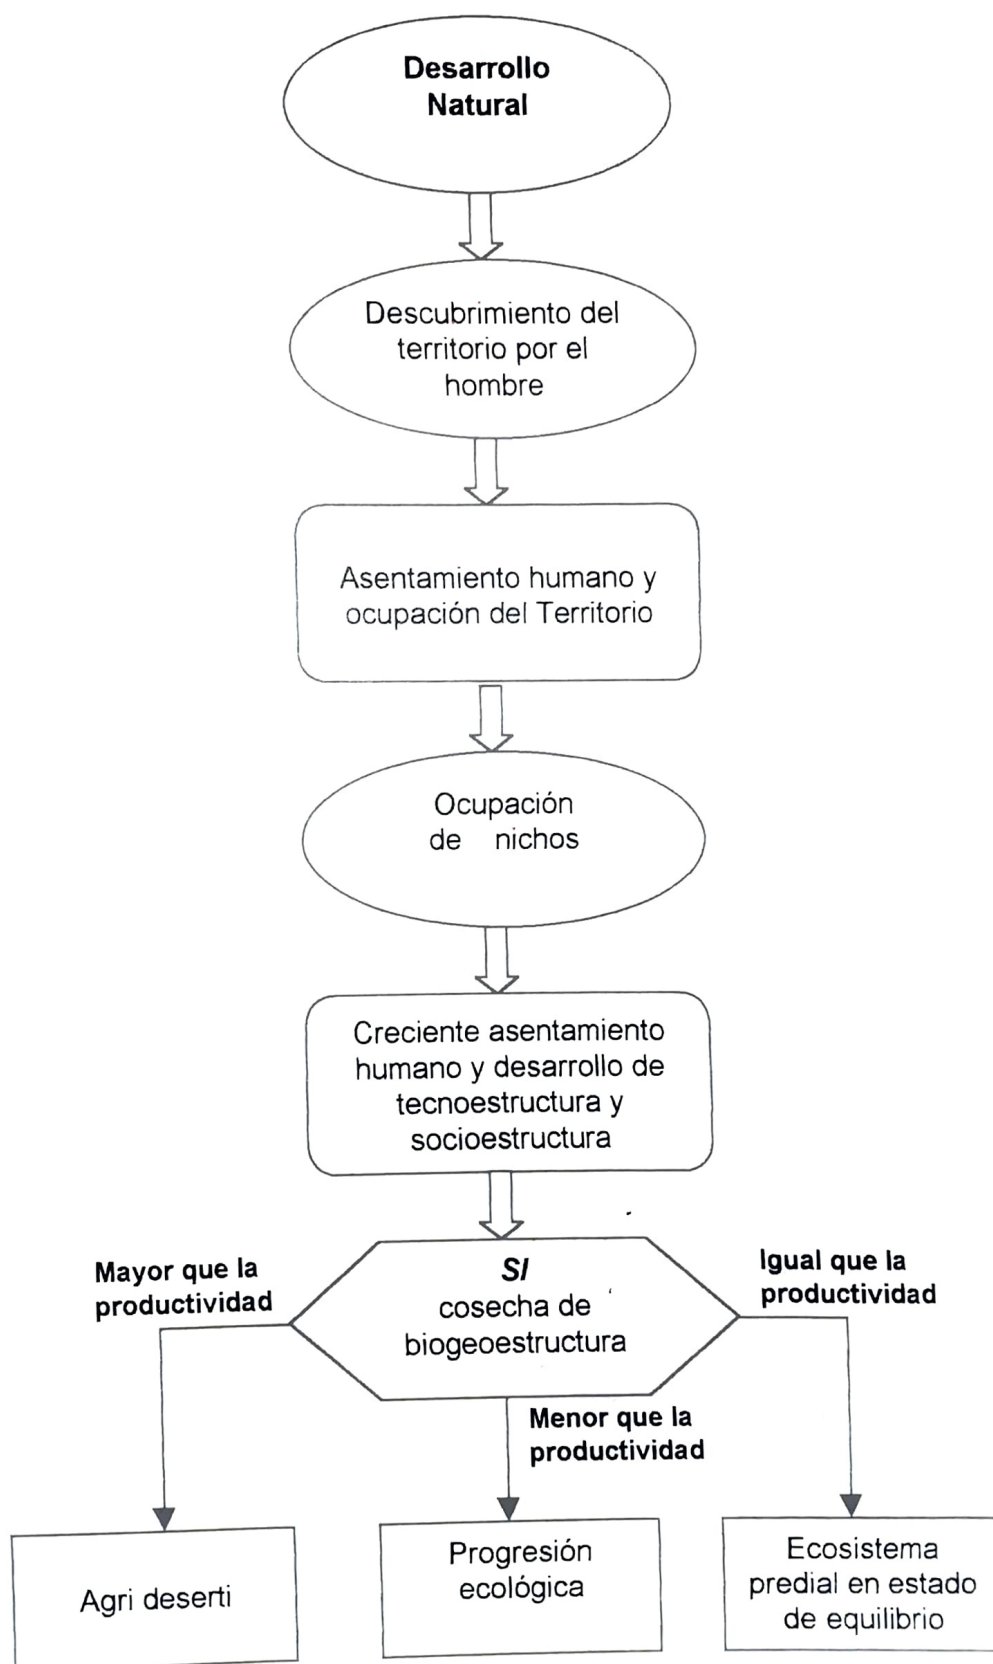 Desarrollo
Natural
Descubrimiento del
territorio por el
hombre
Asentamiento humano y
ocupación del Territorio
Ocupación
de nichos
Creciente asentamiento
humano y desarrollo de
tecnoestructura y
socioestructura
Mayor que la
productividad
SI
cosecha de
biogeoestructura
Igual que la
productividad
Menor que la
productividad
Agri deserti
Progresión
ecológica
Ecosistema
predial en estado
de equilibrio